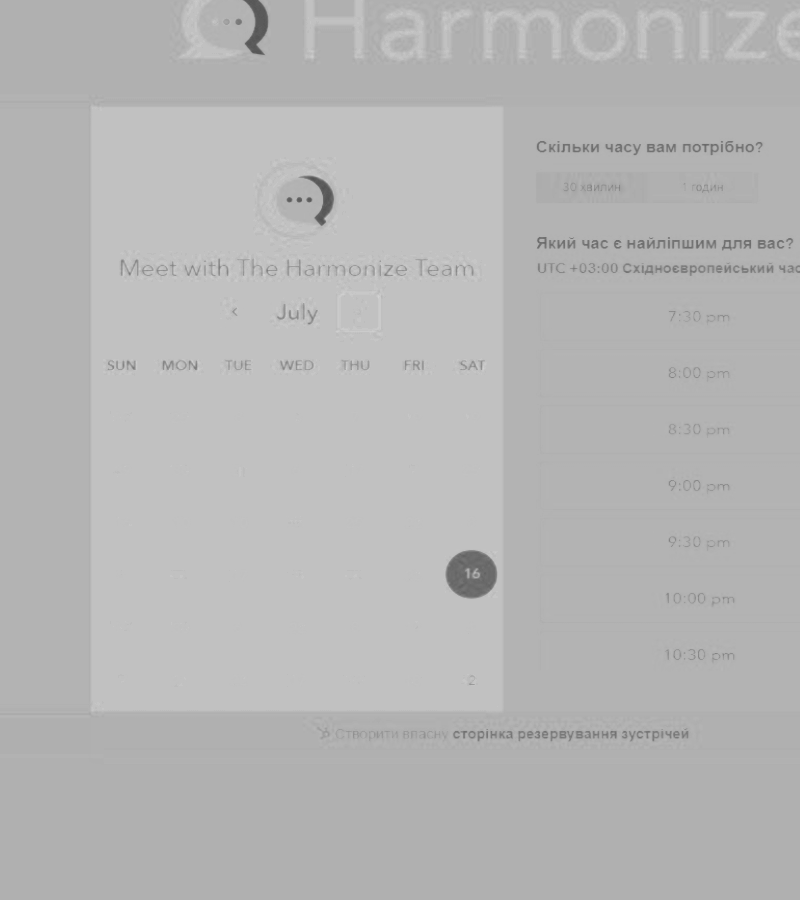 Harmonize
Meet with The Harmonize Team
‹ July
SUN MON TUE WED THU FRI SAT
16
2
Скільки часу вам потрібно?
30 хвилин 1 годин
Який час є найліпшим для вас?
UTC +03:00 Східноєвропейський час
7:30 pm
8:00 pm
8:30 pm
9:00 pm
9:30 pm
10:00 pm
10:30 pm
Створити власну сторінка резервування зустрічей